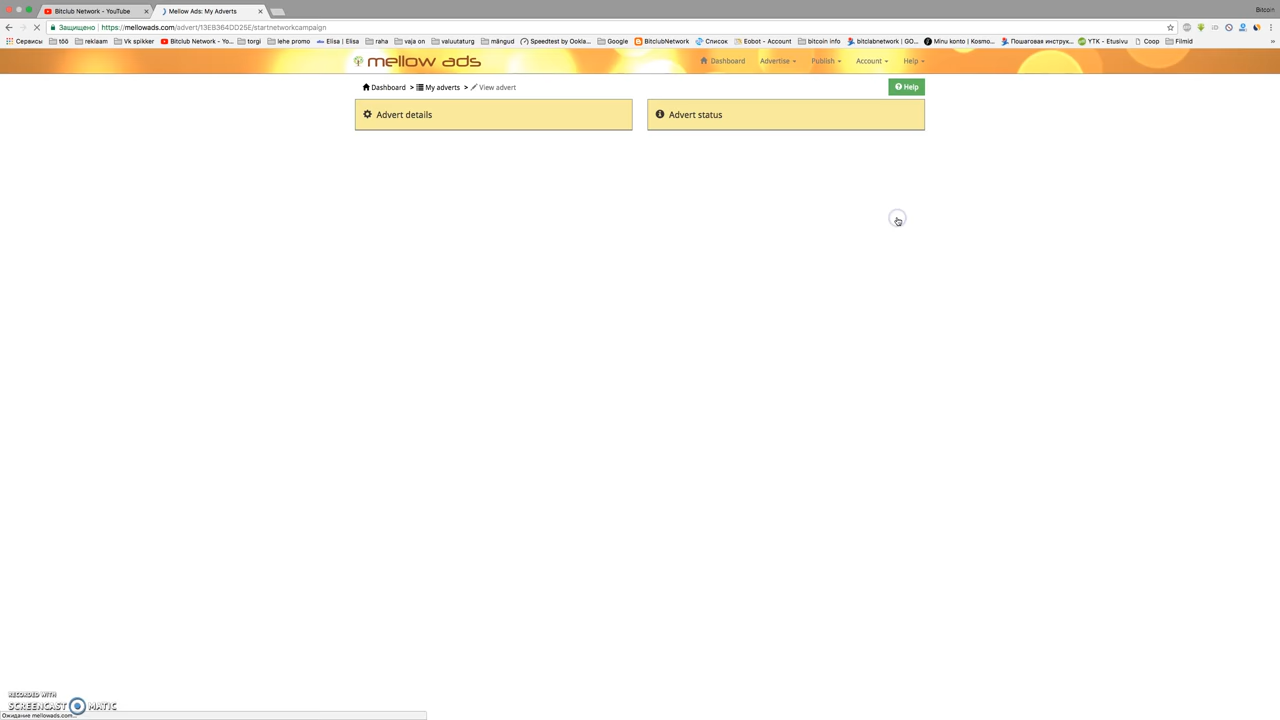 Bitclub Network - YouTube
Mellow Ads: My Adverts
Bitcoin
Защищено
https://mellowads.com/advert/13EB364DD25E/startnetworkcampaign
Сервисы töö reklaam Vk spikker Bitclub Network - Yo... torgi lehe promo Elisa | Elisa raha vaja on valuutaturg mängud Speedtest by Ookla... Google BitclubNetwork Список Eobot - Account bitcoin info bitclabnetwork | GO... Minu konto | Kosmo... Пошаговая инструк... YTK - Etusivu Coop Filmid »
mellow ads
Dashboard Advertise Publish Account Help
Dashboard > My adverts > View advert
Help
Advert details
Advert status
RECORDED WITH
SCREENCAST MATIC
Ожидание mellowads.com...